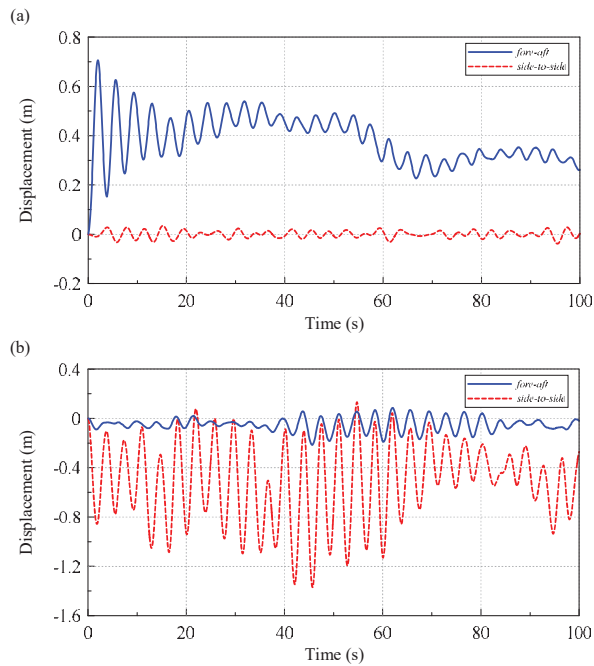 (a)
0.8
0.6
0.4
0.2
0
-0.2
Displacement (m)
fore-aft
side-to-side
0 20 40 60 80 100
Time (s)
(b)
0.4
0
-0.4
-0.8
-1.2
-1.6
Displacement (m)
fore-aft
side-to-side
0 20 40 60 80 100
Time (s)